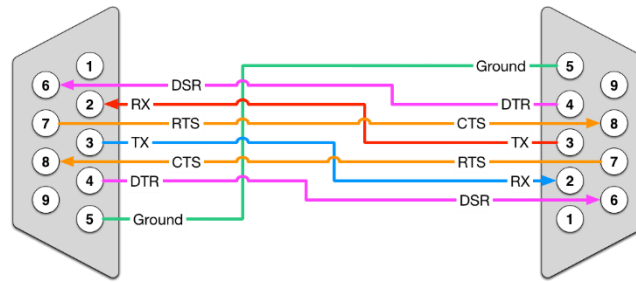 1 Ground 5
6 DSR 9
2 RX DTR 4
7 RTS CTS 8
3 TX TX 3
8 CTS RTS 7
4 DTR RX 2
9 DSR 6
5 Ground 1